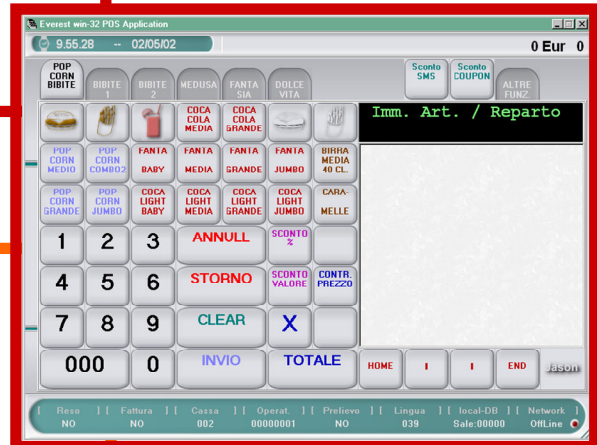 Everest win-32 POS Application
9.55.28 -- 02/05/02 0 Eur 0
POP CORN BIBITE
BIBITE 1
BIBITE 2
MEDUSA
FANTA SIA
DOLCE VITA
Sconto SMS
Sconto COUPON
ALTRE FUNZ.
Imm. Art. / Reparto
COCA COLA MEDIA
COCA COLA GRANDE
POP CORN MEDIO
POP CORN COMBO2
FANTA BABY
FANTA MEDIA
FANTA GRANDE
FANTA JUMBO
BIRRA MEDIA 40 CL.
POP CORN GRANDE
POP CORN JUMBO
COCA LIGHT BABY
COCA LIGHT MEDIA
COCA LIGHT GRANDE
COCA LIGHT JUMBO
CARA- MELLE
1 2 3 ANNULL SCONTO %
4 5 6 STORNO SCONTO VALORE CONTR. PREZZO
7 8 9 CLEAR X
000 0 INVIO TOTALE HOME I I END Jason
[ Reso ] [ Fattura ] [ Cassa ] [ Operat. ] [ Prelievo ] [ Lingua ] [ local-DB ] [ Network ]
NO NO 002 00000001 NO 039 Sale:00000 OffLine